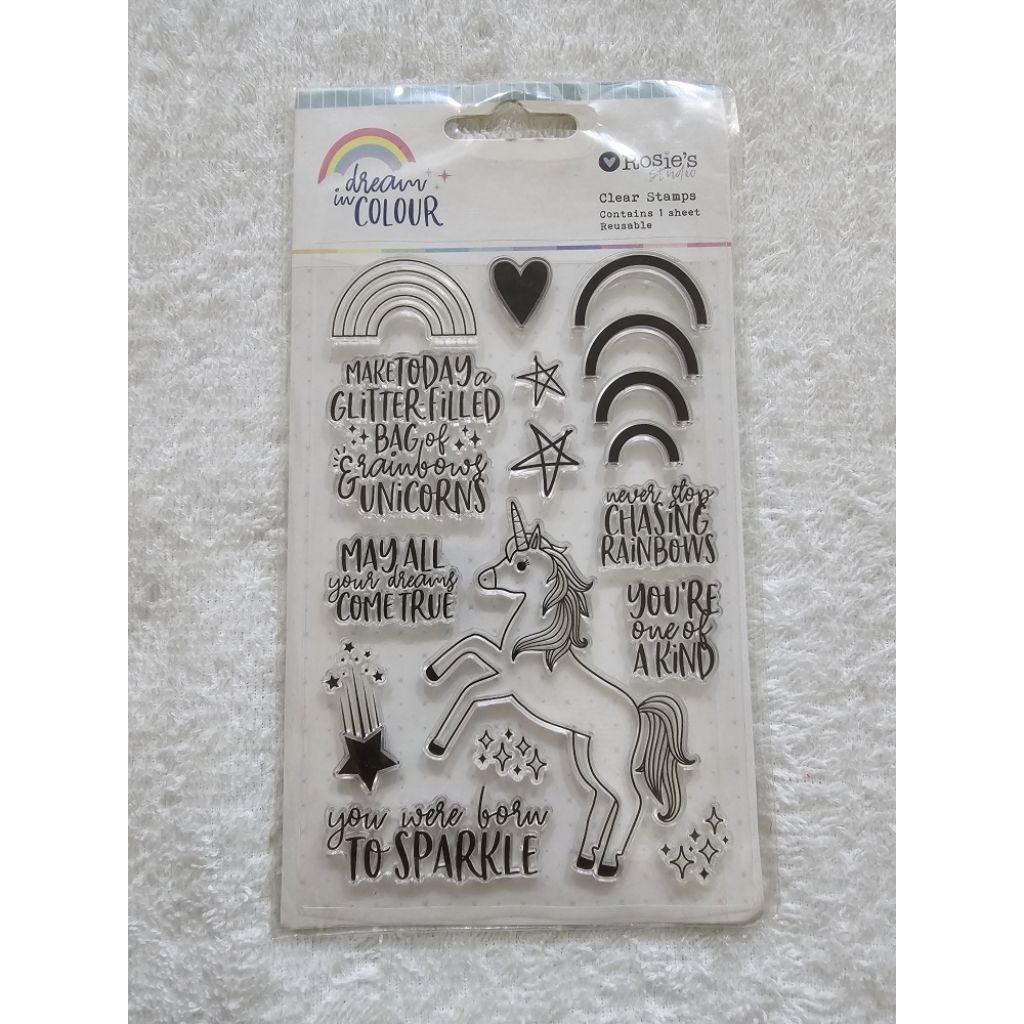 dream
in COLOUR
Rosie's
studio
Clear Stamps
Contains 1 sheet
Reusable
MAKE TODAY a
GLITTER-FILLED
BAG of
& rainbows
UNiCORNS
never stop
CHASiNG
RAiNBOWS
MAY ALL
your dreams
COME TRUE
YOU'RE
one of
A KiND
you were born
TO SPARKLE